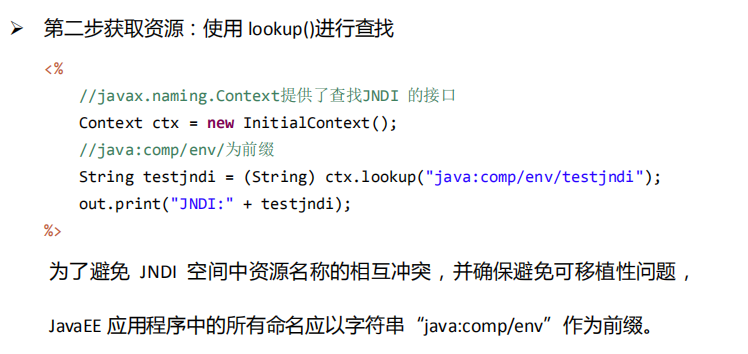 ➢ 第二步获取资源：使用 lookup()进行查找
<%
//javax.naming.Context提供了查找JNDI 的接口
Context ctx = new InitialContext();
//java:comp/env/为前缀
String testjndi = (String) ctx.lookup("java:comp/env/testjndi");
out.print("JNDI:" + testjndi);
%>
为了避免 JNDI 空间中资源名称的相互冲突，并确保避免可移植性问题，
JavaEE 应用程序中的所有命名应以字符串“java:comp/env”作为前缀。